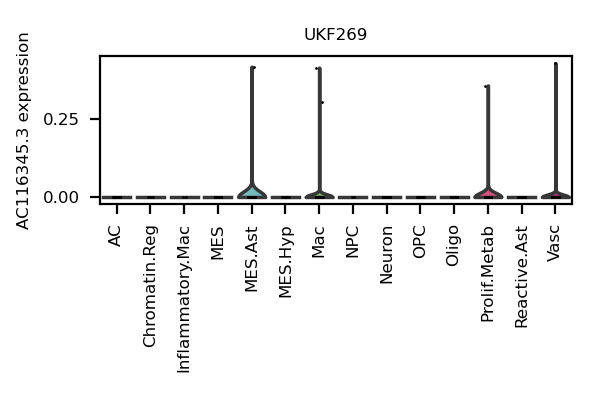 UKF269
AC116345.3 expression
0.25
0.00
AC
Chromatin.Reg
Inflammatory.Mac
MES
MES.Ast
MES.Hyp
Mac
NPC
Neuron
OPC
Oligo
Prolif.Metab
Reactive.Ast
Vasc